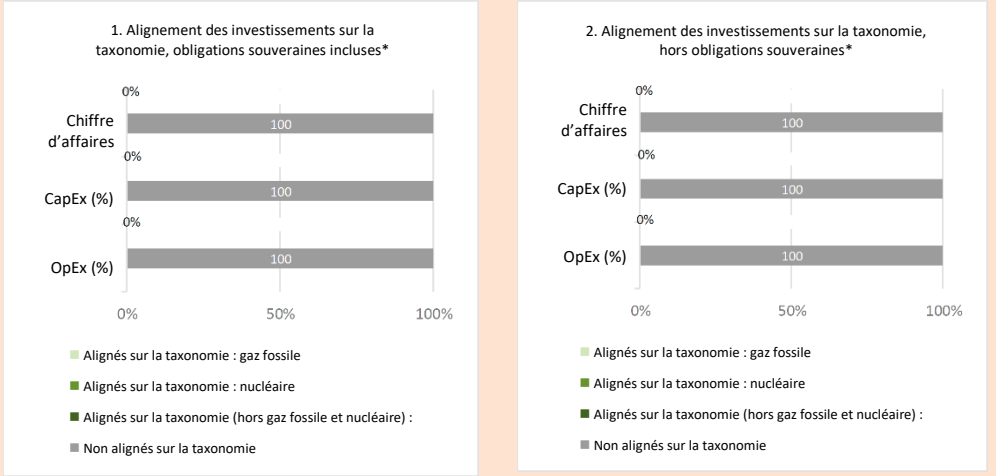 1. Alignement des investissements sur la
taxonomie, obligations souveraines incluses*
0%
Chiffre
d’affaires
100
0%
CapEx (%)
100
0%
OpEx (%)
100
0%
50%
100%
Alignés sur la taxonomie : gaz fossile
Alignés sur la taxonomie : nucléaire
Alignés sur la taxonomie (hors gaz fossile et nucléaire) :
Non alignés sur la taxonomie
2. Alignement des investissements sur la taxonomie,
hors obligations souveraines*
0%
Chiffre
d’affaires
100
0%
CapEx (%)
100
0%
OpEx (%)
100
0%
50%
100%
Alignés sur la taxonomie : gaz fossile
Alignés sur la taxonomie : nucléaire
Alignés sur la taxonomie (hors gaz fossile et nucléaire) :
Non alignés sur la taxonomie